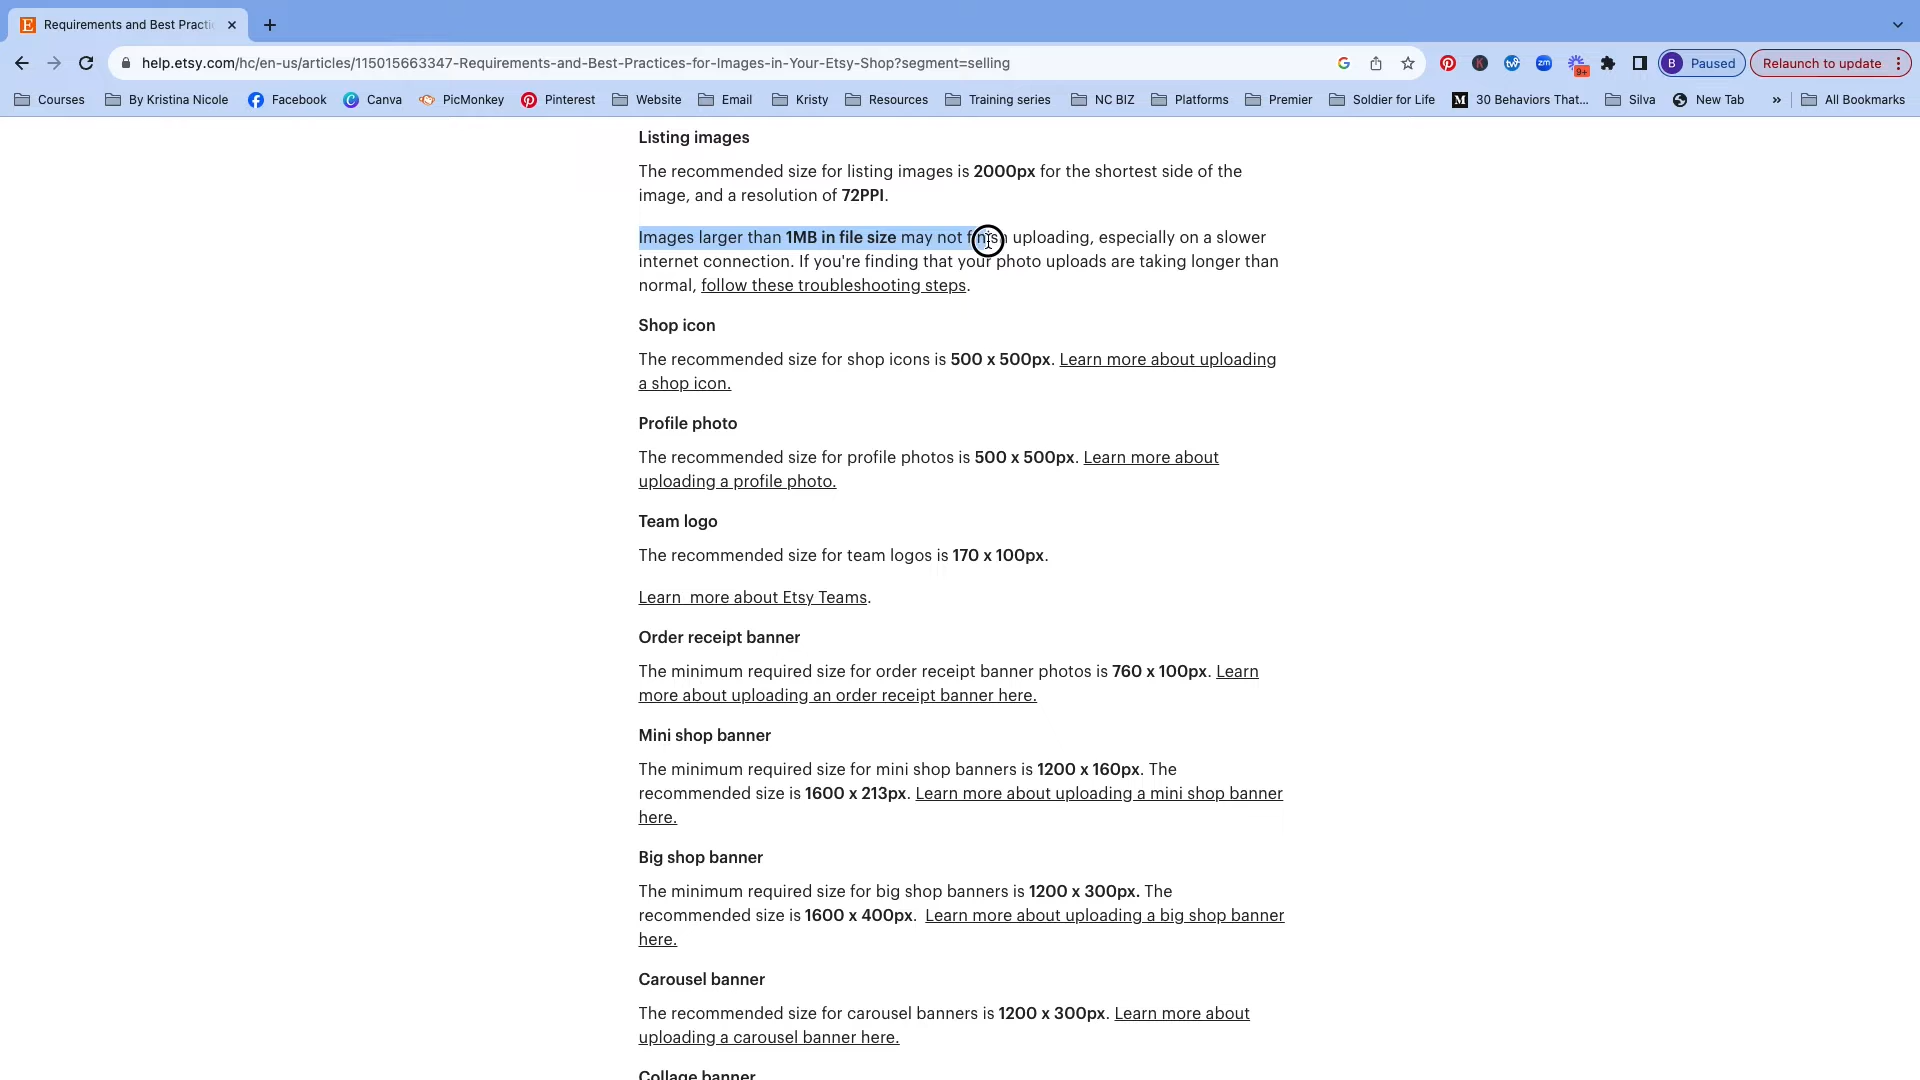 Requirements and Best Practi
help.etsy.com/hc/en-us/articles/115015663347-Requirements-and-Best-Practices-for-Images-in-Your-Etsy-Shop?segment=selling
K
tw
zm
9+
B Paused
Relaunch to update
Courses By Kristina Nicole Facebook Canva PicMonkey Pinterest Website Email Kristy Resources Training series NC BIZ Platforms Premier Soldier for Life 30 Behaviors That... Silva New Tab » All Bookmarks
Listing images
The recommended size for listing images is 2000px for the shortest side of the
image, and a resolution of 72PPI.
Images larger than 1MB in file size may not finish uploading, especially on a slower
internet connection. If you're finding that your photo uploads are taking longer than
normal, follow these troubleshooting steps.
Shop icon
The recommended size for shop icons is 500 x 500px. Learn more about uploading
a shop icon.
Profile photo
The recommended size for profile photos is 500 x 500px. Learn more about
uploading a profile photo.
Team logo
The recommended size for team logos is 170 x 100px.
Learn  more about Etsy Teams.
Order receipt banner
The minimum required size for order receipt banner photos is 760 x 100px. Learn
more about uploading an order receipt banner here.
Mini shop banner
The minimum required size for mini shop banners is 1200 x 160px. The
recommended size is 1600 x 213px. Learn more about uploading a mini shop banner
here.
Big shop banner
The minimum required size for big shop banners is 1200 x 300px. The
recommended size is 1600 x 400px.  Learn more about uploading a big shop banner
here.
Carousel banner
The recommended size for carousel banners is 1200 x 300px. Learn more about
uploading a carousel banner here.
Collage banner